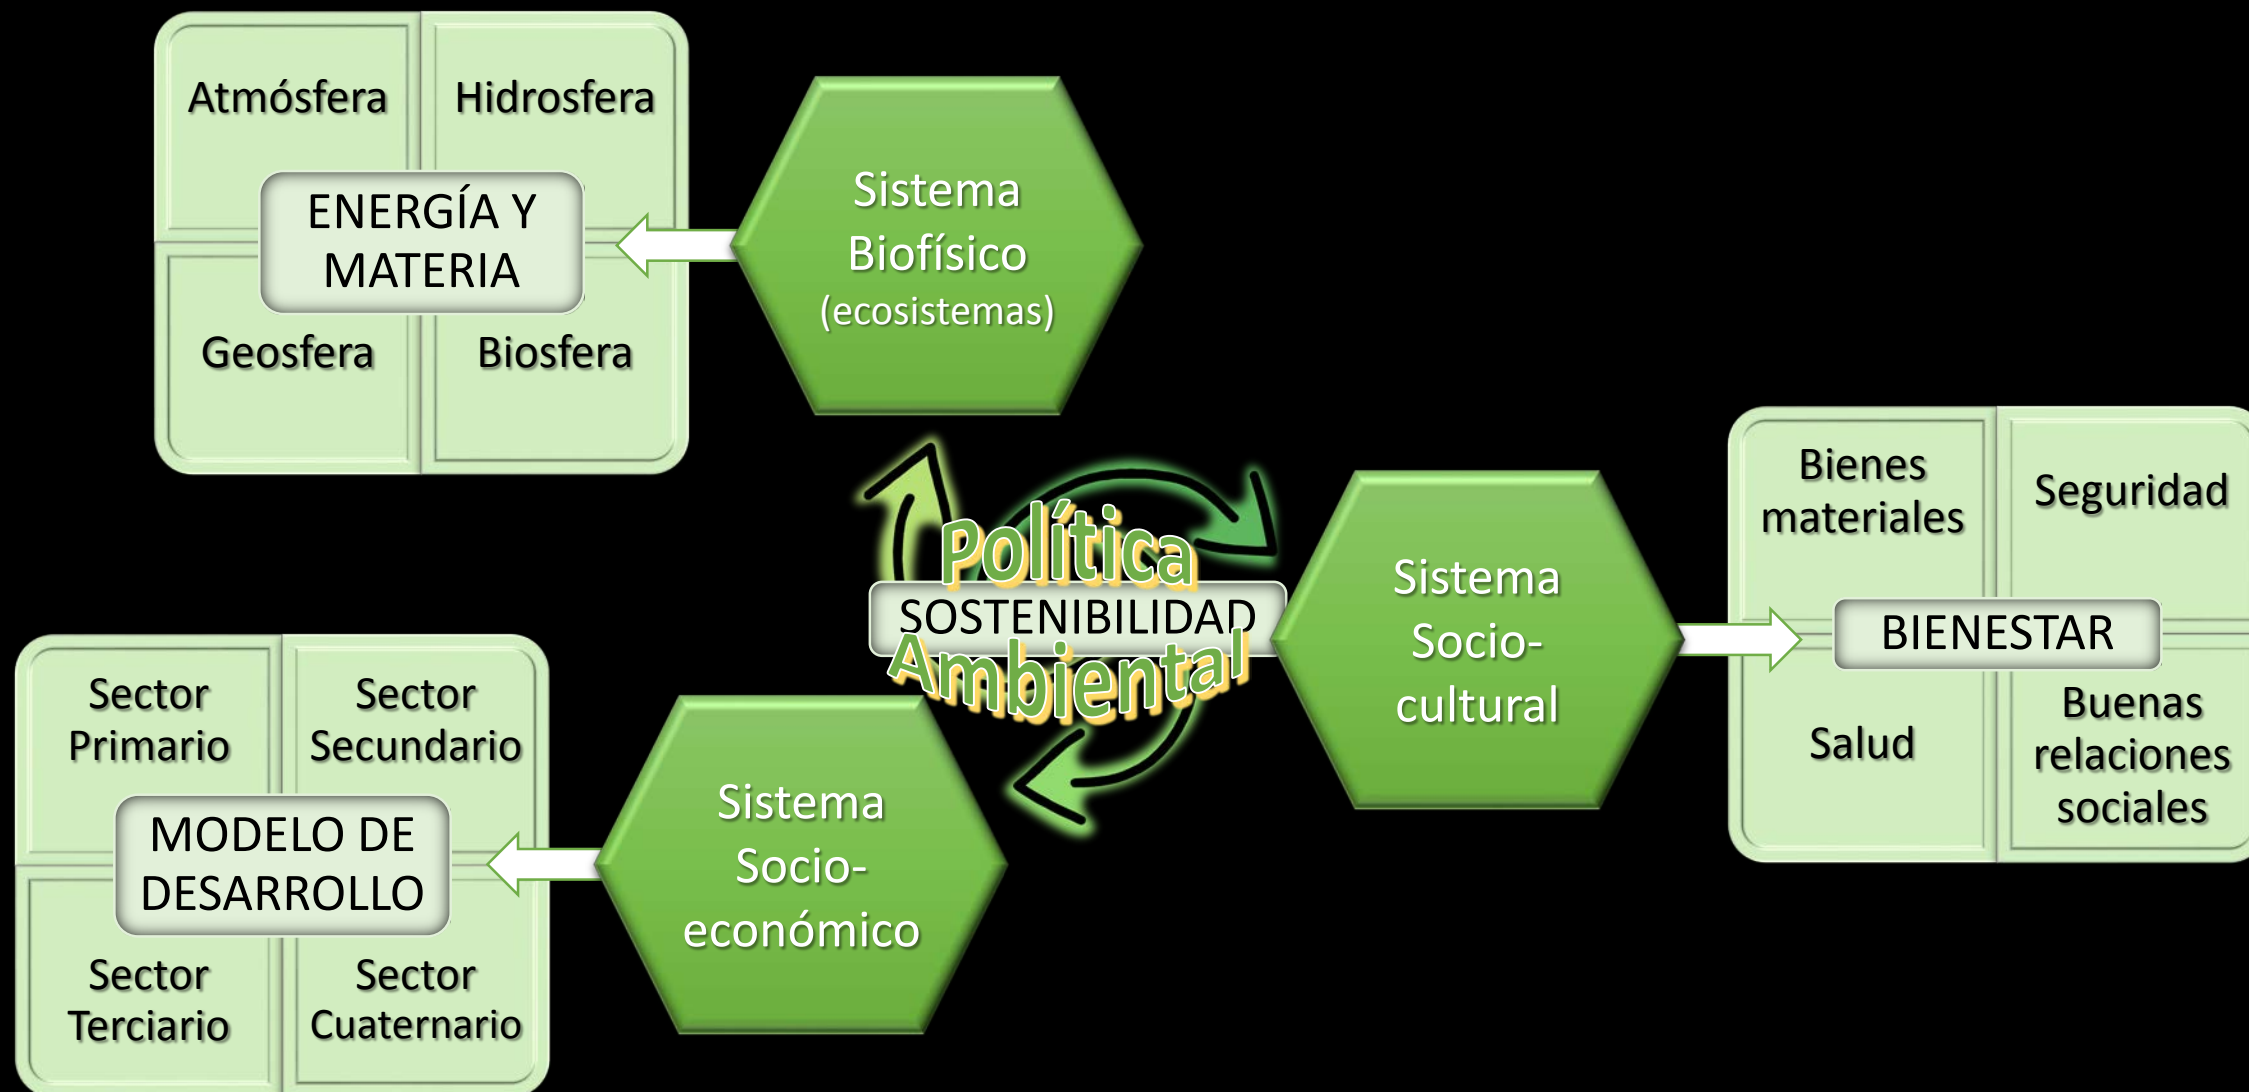 Atmósfera
Hidrosfera
ENERGÍA Y
MATERIA
Geosfera
Biosfera
Sistema
Biofísico
(ecosistemas)
Política
SOSTENIBILIDAD
Ambiental
Sistema
Socio-
cultural
Bienes
materiales
Seguridad
BIENESTAR
Salud
Buenas
relaciones
sociales
Sector
Primario
Sector
Secundario
MODELO DE
DESARROLLO
Sector
Terciario
Sector
Cuaternario
Sistema
Socio-
económico